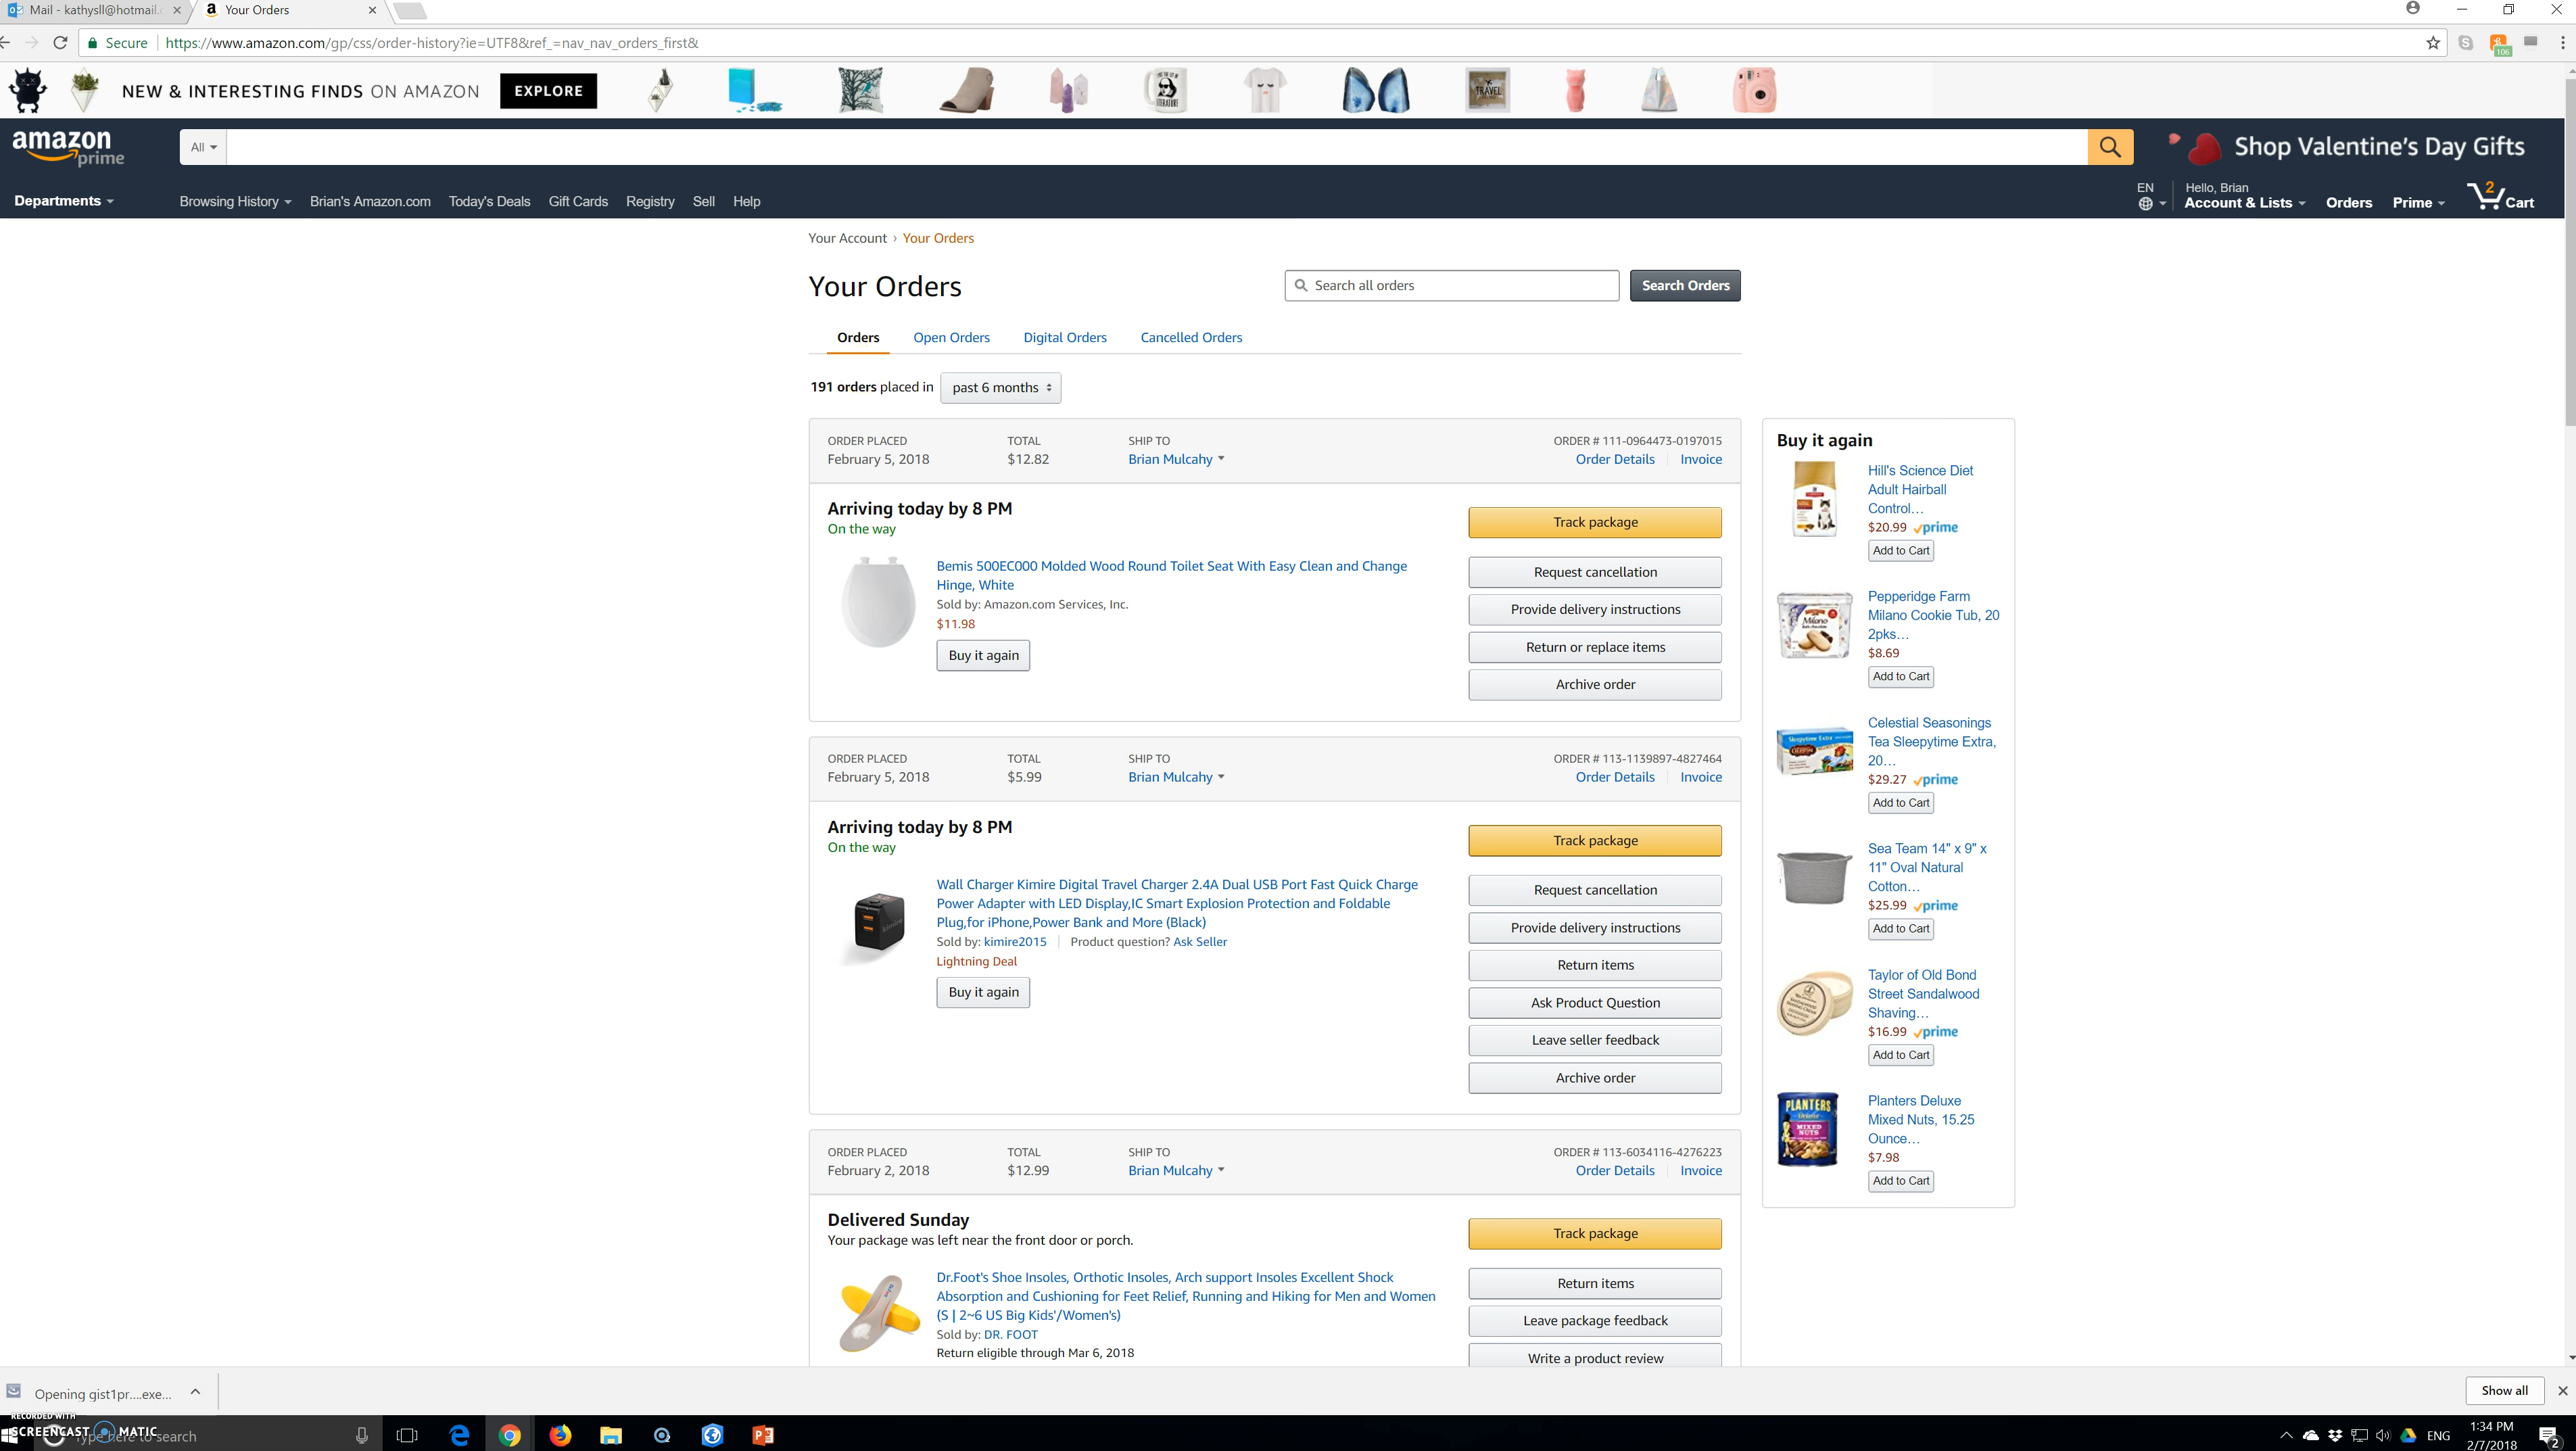 Mail - kathysll@hotmail.c
Your Orders
Secure
https://www.amazon.com/gp/css/order-history?ie=UTF8&ref_=nav_nav_orders_first&
106
NEW & INTERESTING FINDS ON AMAZON
EXPLORE
LITERATURE
TRAVEL
amazon
prime
All
Shop Valentine's Day Gifts
Departments
Browsing History
Brian's Amazon.com
Today's Deals
Gift Cards
Registry
Sell
Help
EN
Hello, Brian
Account & Lists
Orders
Prime
2
Cart
Your Account › Your Orders
Your Orders
Search all orders
Search Orders
Orders
Open Orders
Digital Orders
Cancelled Orders
191 orders placed in past 6 months
ORDER PLACED
February 5, 2018
TOTAL
$12.82
SHIP TO
Brian Mulcahy
ORDER # 111-0964473-0197015
Order Details
Invoice
Arriving today by 8 PM
On the way
Bemis 500EC000 Molded Wood Round Toilet Seat With Easy Clean and Change
Hinge, White
Sold by: Amazon.com Services, Inc.
$11.98
Buy it again
Track package
Request cancellation
Provide delivery instructions
Return or replace items
Archive order
ORDER PLACED
February 5, 2018
TOTAL
$5.99
SHIP TO
Brian Mulcahy
ORDER # 113-1139897-4827464
Order Details
Invoice
Arriving today by 8 PM
On the way
Wall Charger Kimire Digital Travel Charger 2.4A Dual USB Port Fast Quick Charge
Power Adapter with LED Display,IC Smart Explosion Protection and Foldable
Plug,for iPhone,Power Bank and More (Black)
Sold by: kimire2015
Product question? Ask Seller
Lightning Deal
Buy it again
Track package
Request cancellation
Provide delivery instructions
Return items
Ask Product Question
Leave seller feedback
Archive order
ORDER PLACED
February 2, 2018
TOTAL
$12.99
SHIP TO
Brian Mulcahy
ORDER # 113-6034116-4276223
Order Details
Invoice
Delivered Sunday
Your package was left near the front door or porch.
Dr.Foot's Shoe Insoles, Orthotic Insoles, Arch support Insoles Excellent Shock
Absorption and Cushioning for Feet Relief, Running and Hiking for Men and Women
(S | 2~6 US Big Kids'/Women's)
Sold by: DR. FOOT
Return eligible through Mar 6, 2018
Track package
Return items
Leave package feedback
Write a product review
Buy it again
Hill's Science Diet
Adult Hairball
Control…
$20.99 prime
Add to Cart
Milano
Pepperidge Farm
Milano Cookie Tub, 20
2pks…
$8.69
Add to Cart
Sleepytime Extra
Celestial Seasonings
Tea Sleepytime Extra,
20…
$29.27 prime
Add to Cart
Sea Team 14" x 9" x
11" Oval Natural
Cotton…
$25.99 prime
Add to Cart
Taylor of Old Bond
Street Sandalwood
Shaving…
$16.99 prime
Add to Cart
PLANTERS
Deluxe
MIXED
NUTS
Planters Deluxe
Mixed Nuts, 15.25
Ounce…
$7.98
Add to Cart
Opening gist1pr....exe...
Show all
RECORDED WITH
SCREENCAST MATIC
Type here to search
ENG
1:34 PM
2/7/2018
2